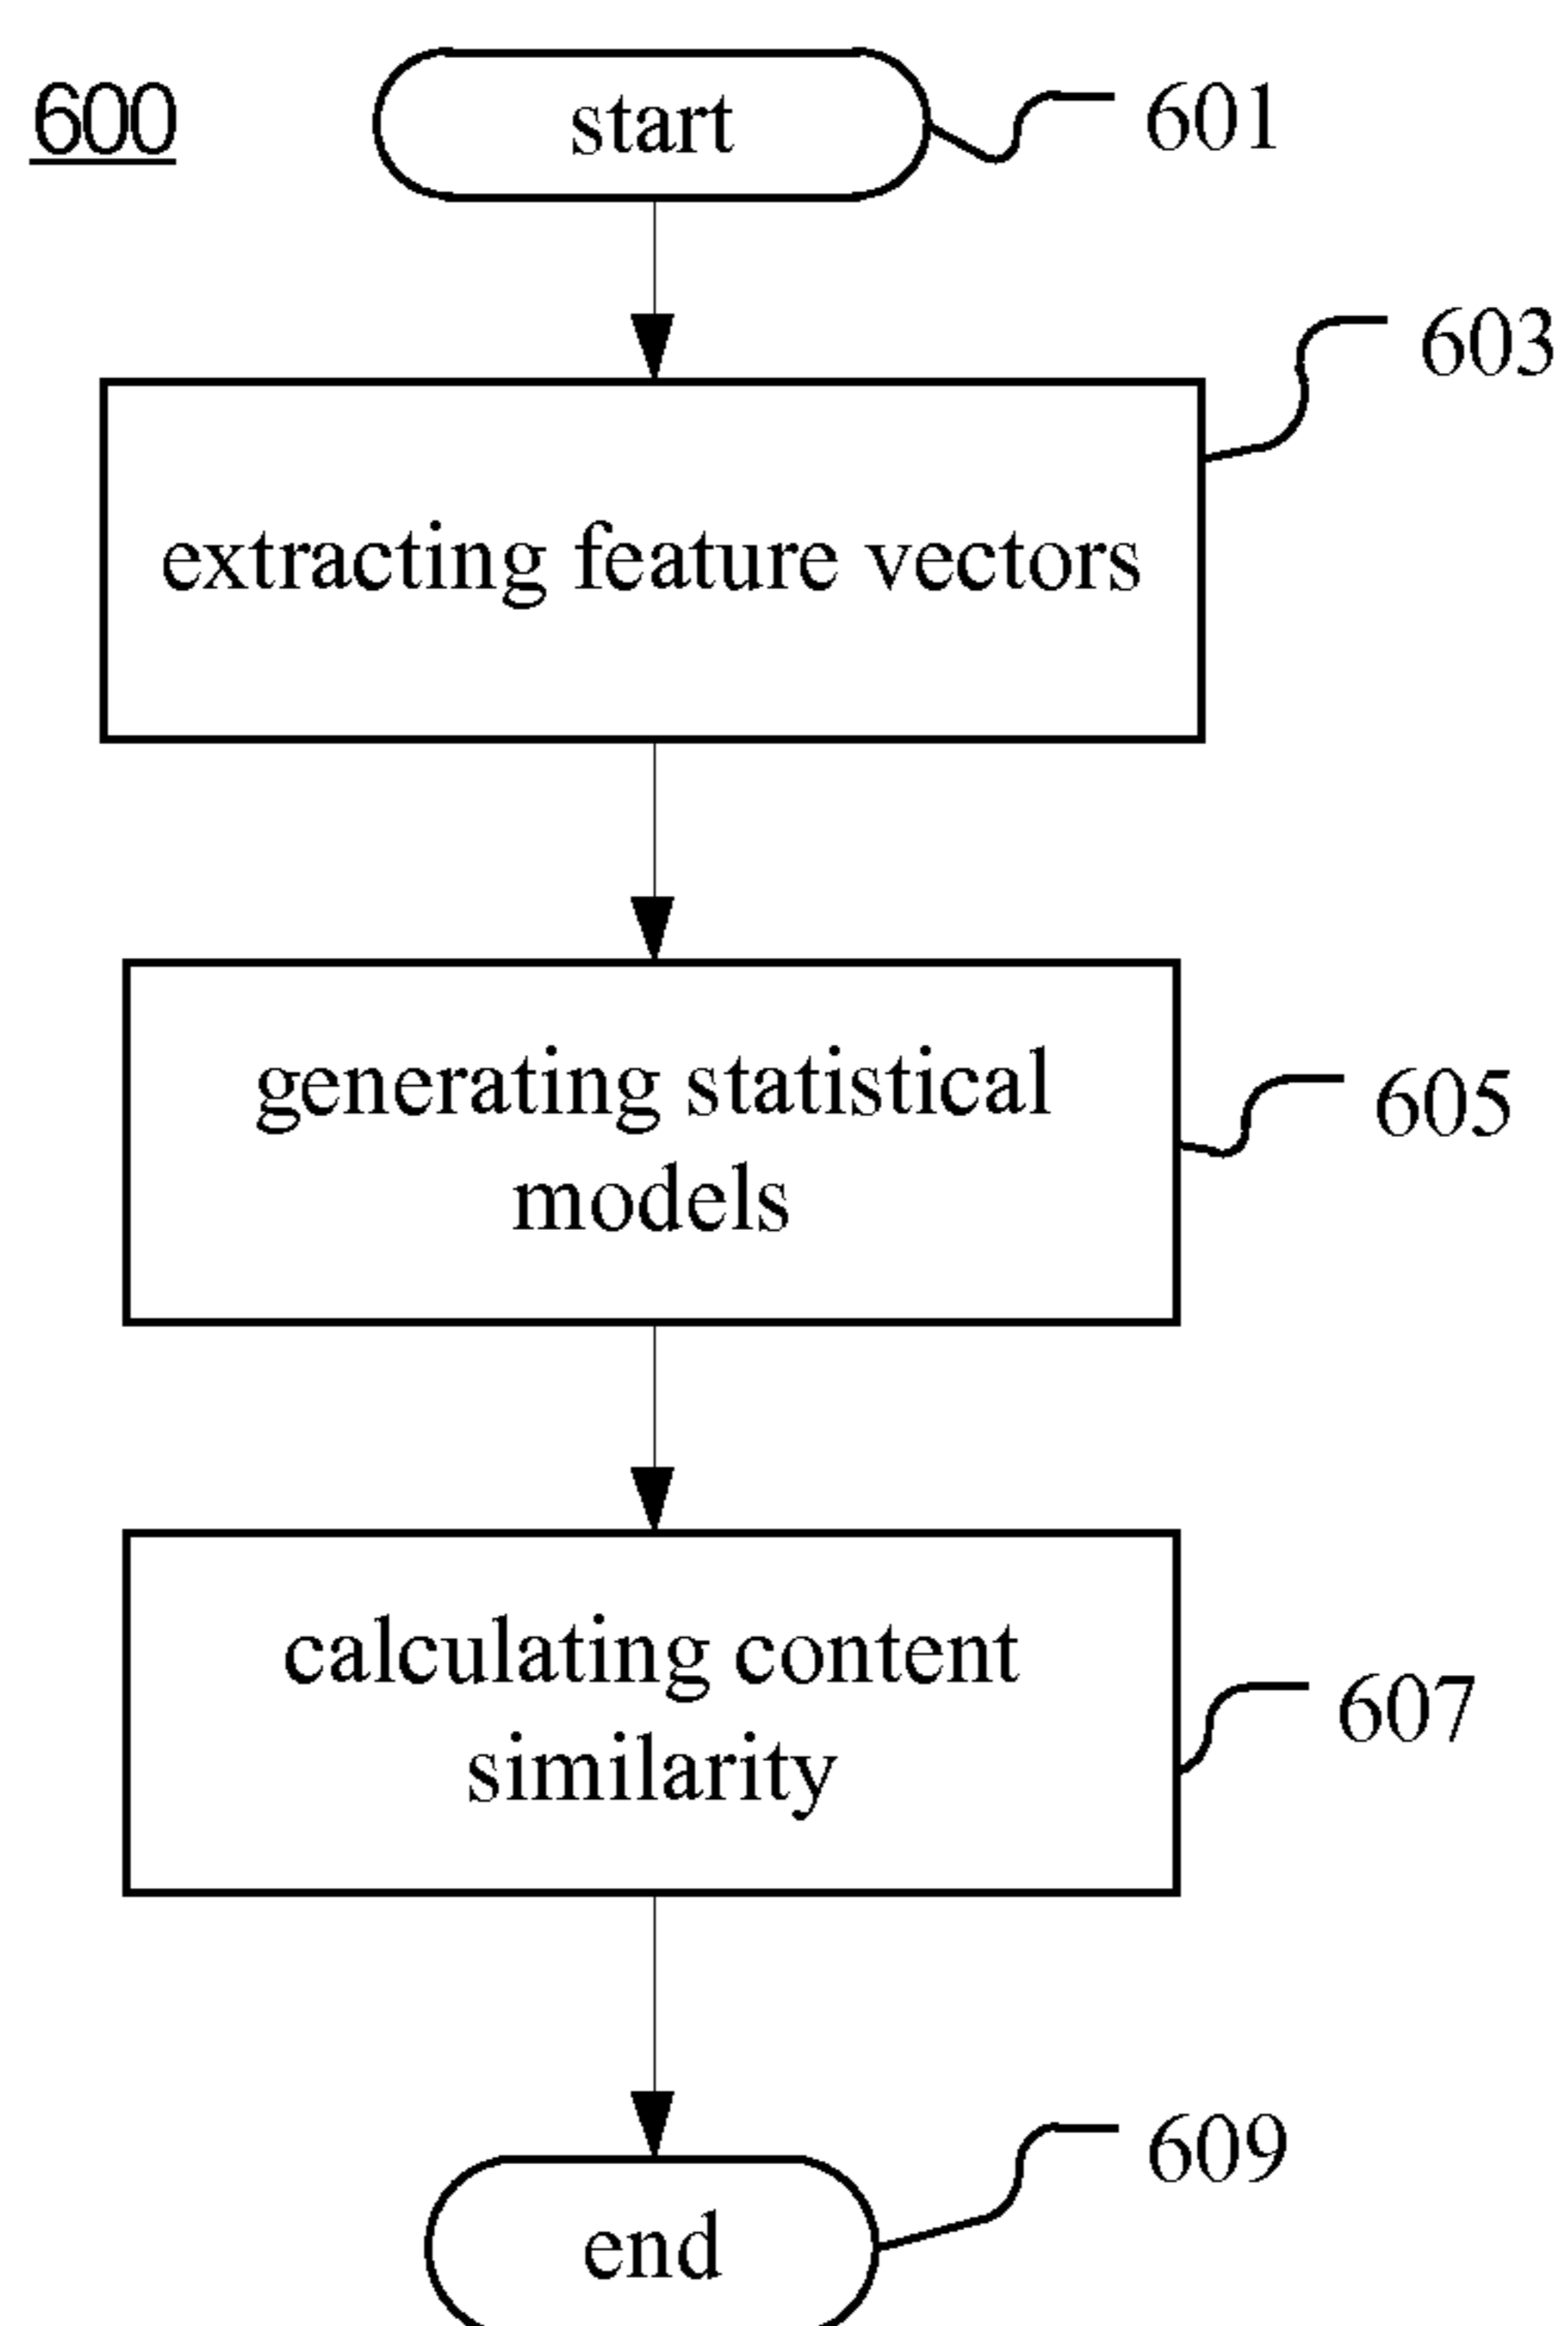 600
start
601
603
extracting feature vectors
generating statistical
models
605
calculating content
similarity
607
609
end